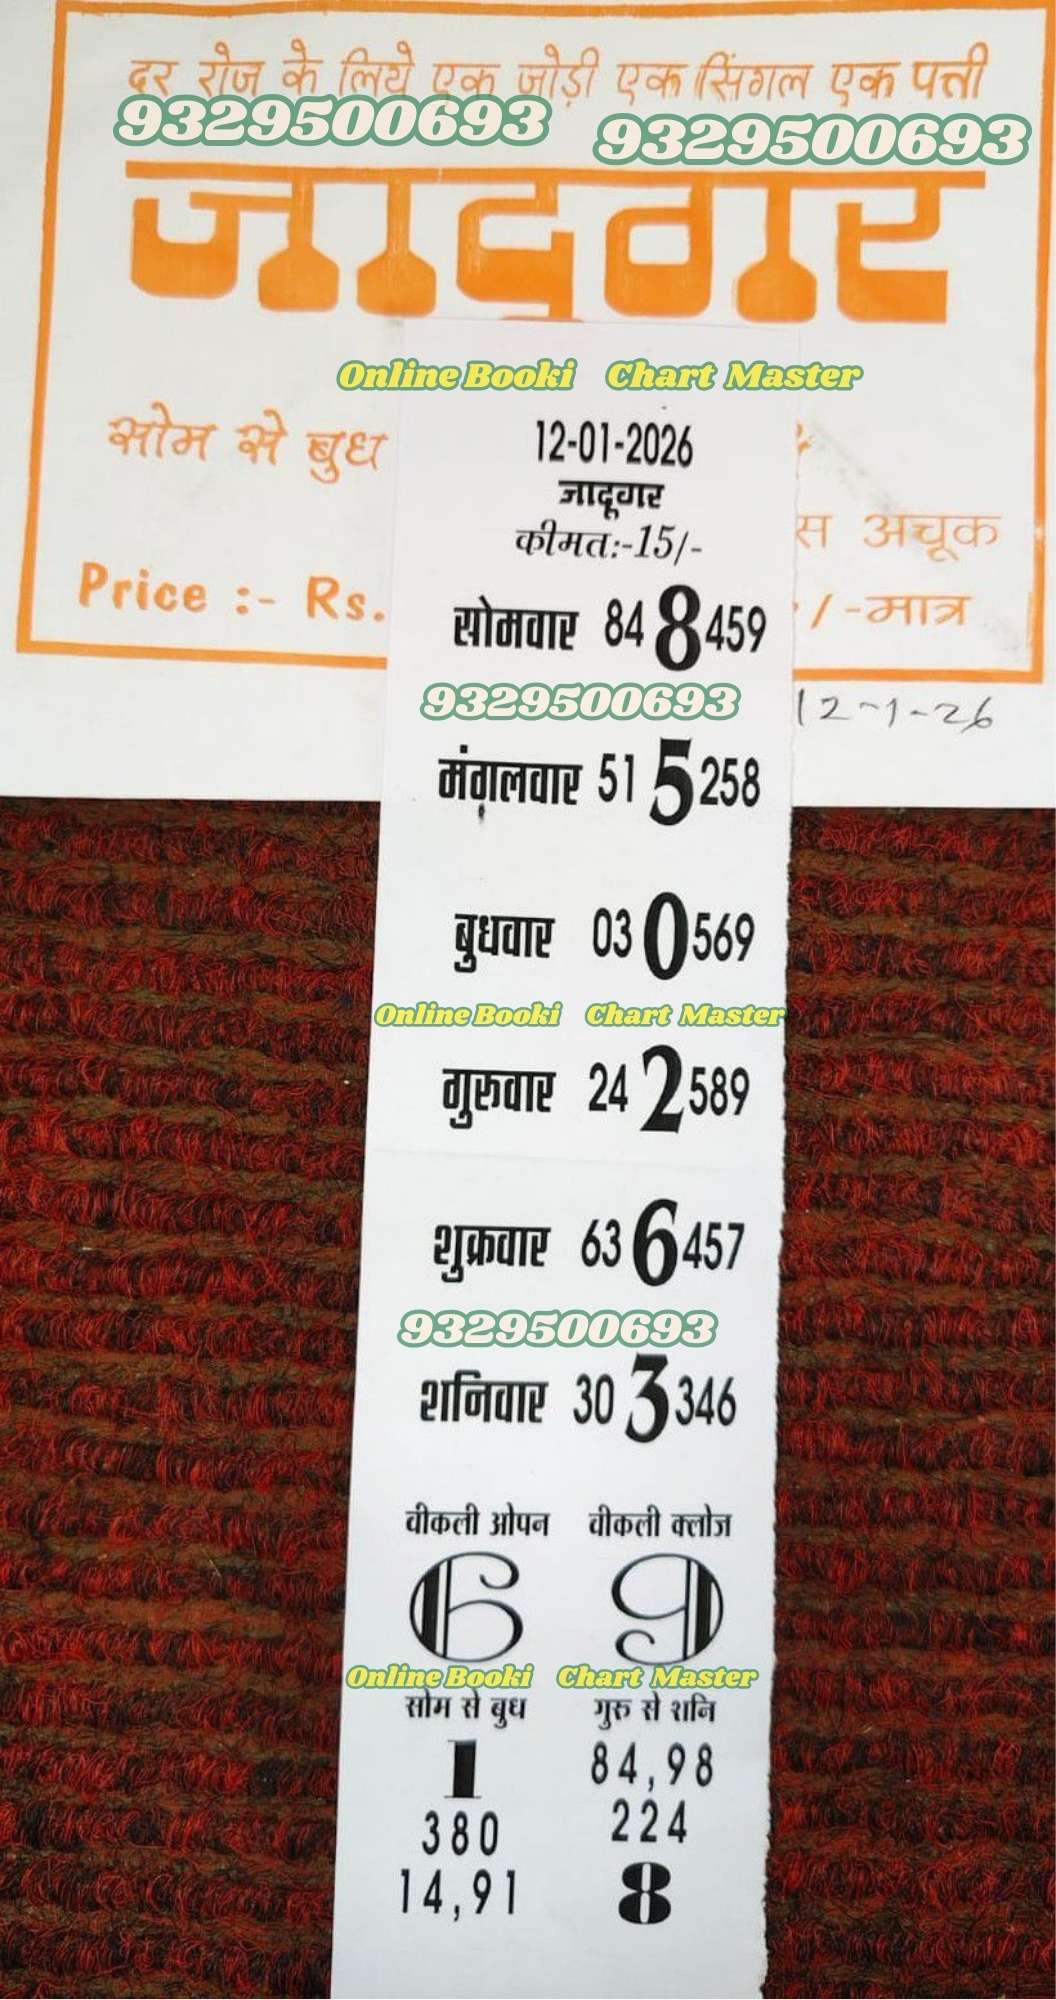 दर रोज के लिये एक जोड़ी एक सिंगल एक पत्ती
9329500693 9329500693
जादूगर
Online Booki Chart Master
12-01-2026
जादूगर
कीमतः-15/-
सोम से बुध
स अचूक
Price :- Rs.
/-मात्र
सोमवार 84 8 459
9329500693
12-1-26
मंगलवार 51 5 258
बुधवार 03 0 569
Online Booki Chart Master
गुरुवार 24 2 589
शुक्रवार 63 6 457
9329500693
शनिवार 30 3 346
वीकली ओपन वीकली क्लोज
6 9
Online Booki Chart Master
सोम से बुध गुरु से शनि
1 84,98
380 224
14,91 8